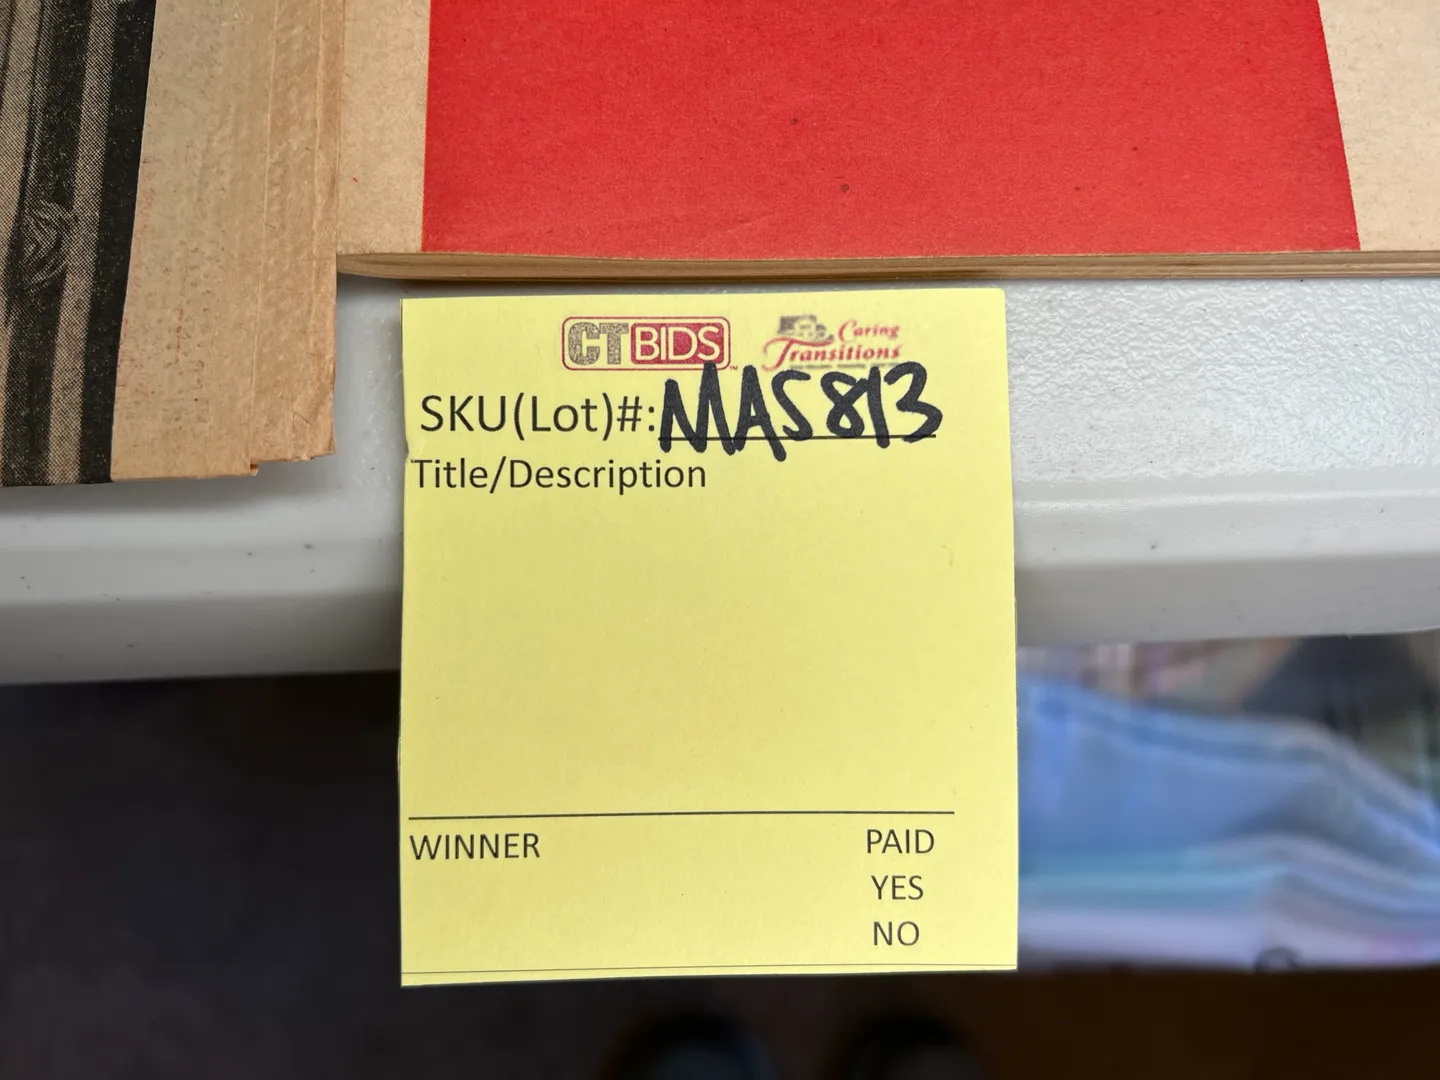 CTBIDS Caring
Transitions
SKU(Lot)#: MAS813
Title/Description
WINNER PAID
YES
NO